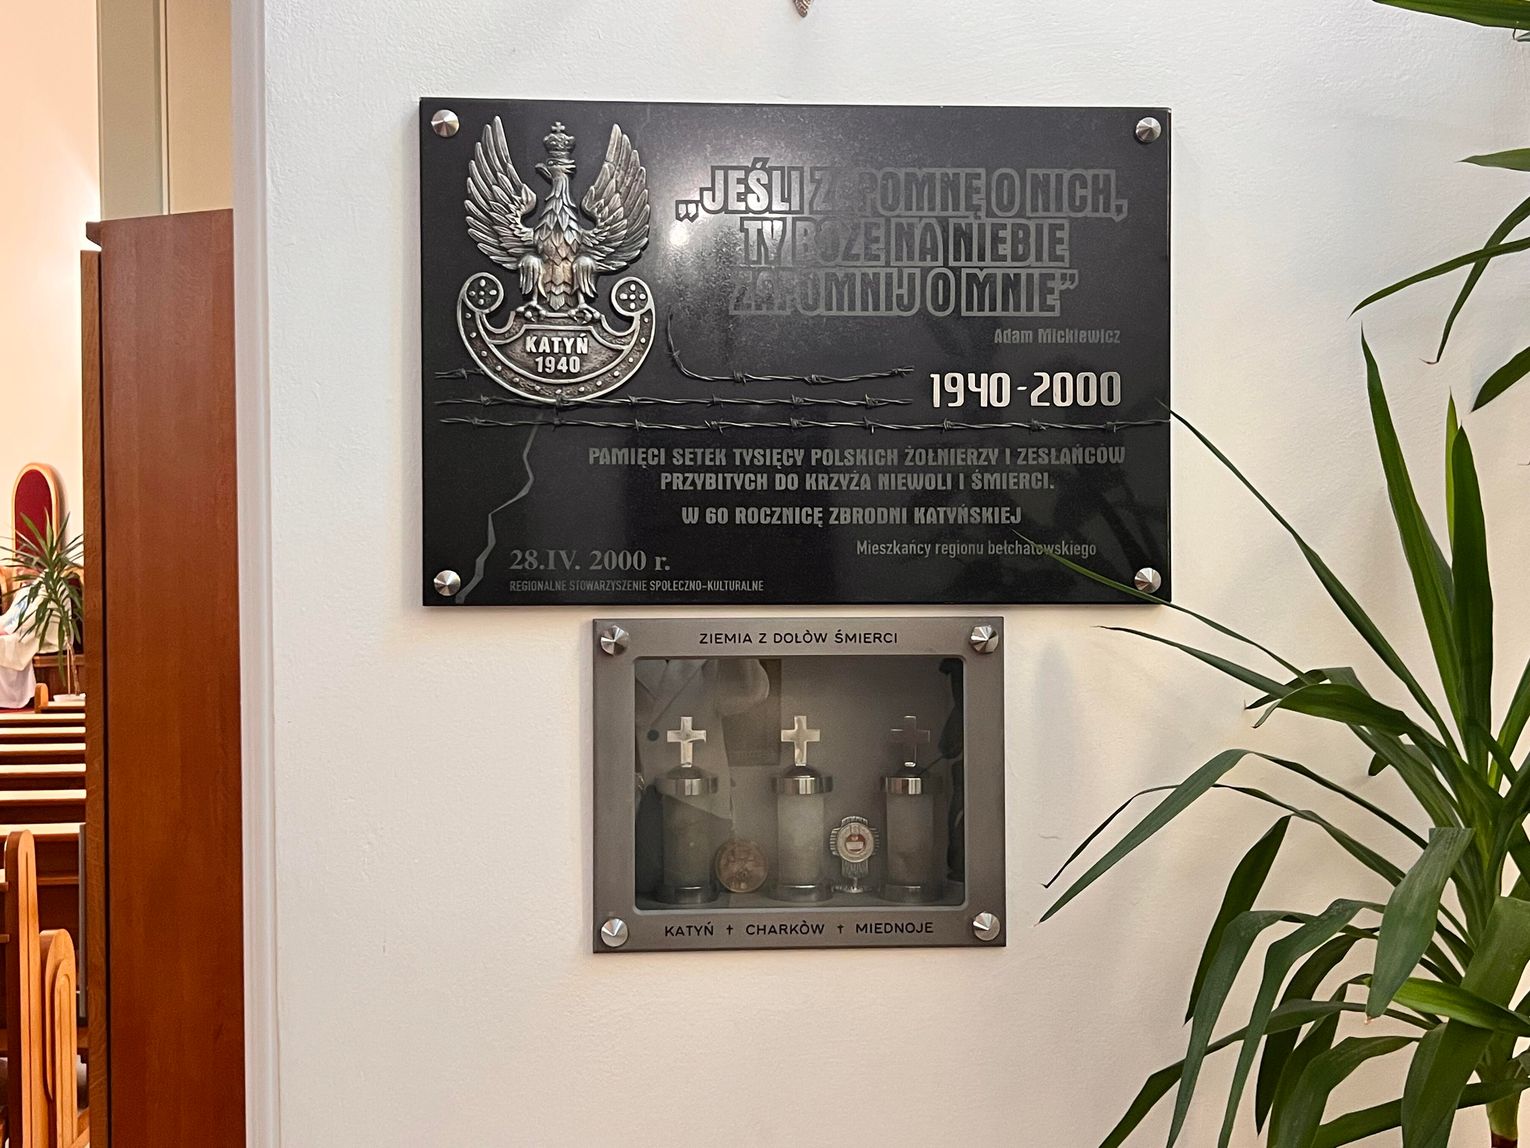 „JEŚLI ZAPOMNĘ O NICH,
TY BOŻE NA NIEBIE
ZAPOMNIJ O MNIE”
Adam Mickiewicz
KATYŃ
1940
1940-2000
PAMIĘCI SETEK TYSIĘCY POLSKICH ŻOŁNIERZY I ZESŁAŃCÓW
PRZYBITYCH DO KRZYŻA NIEWOLI I ŚMIERCI.
W 60 ROCZNICĘ ZBRODNI KATYŃSKIEJ
Mieszkańcy regionu bełchatowskiego
28.IV. 2000 r.
REGIONALNE STOWARZYSZENIE SPOŁECZNO-KULTURALNE
ZIEMIA Z DOŁÒW ŚMIERCI
KATYŃ † CHARKÒW † MIEDNOJE